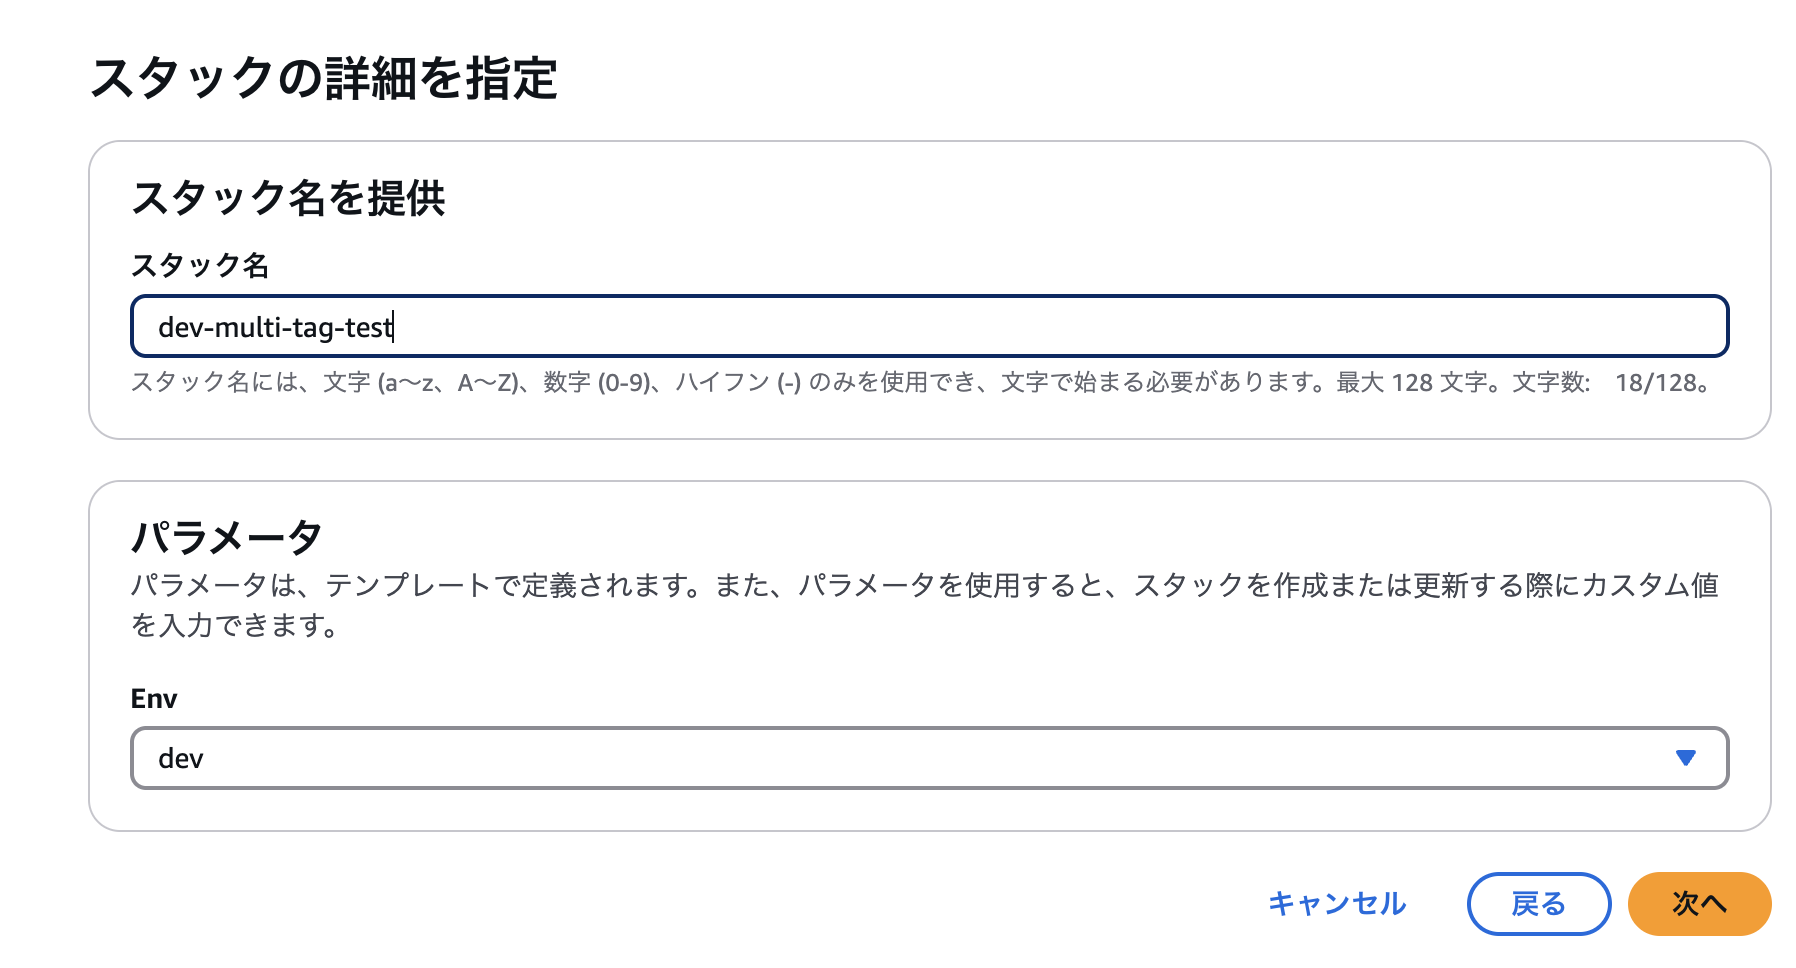 スタックの詳細を指定
スタック名を提供
スタック名
dev-multi-tag-test
スタック名には、文字 (a～z、A～Z)、数字 (0-9)、ハイフン (-) のみを使用でき、文字で始まる必要があります。最大 128 文字。文字数: 18/128。
パラメータ
パラメータは、テンプレートで定義されます。また、パラメータを使用すると、スタックを作成または更新する際にカスタム値
を入力できます。
Env
dev
キャンセル 戻る 次へ